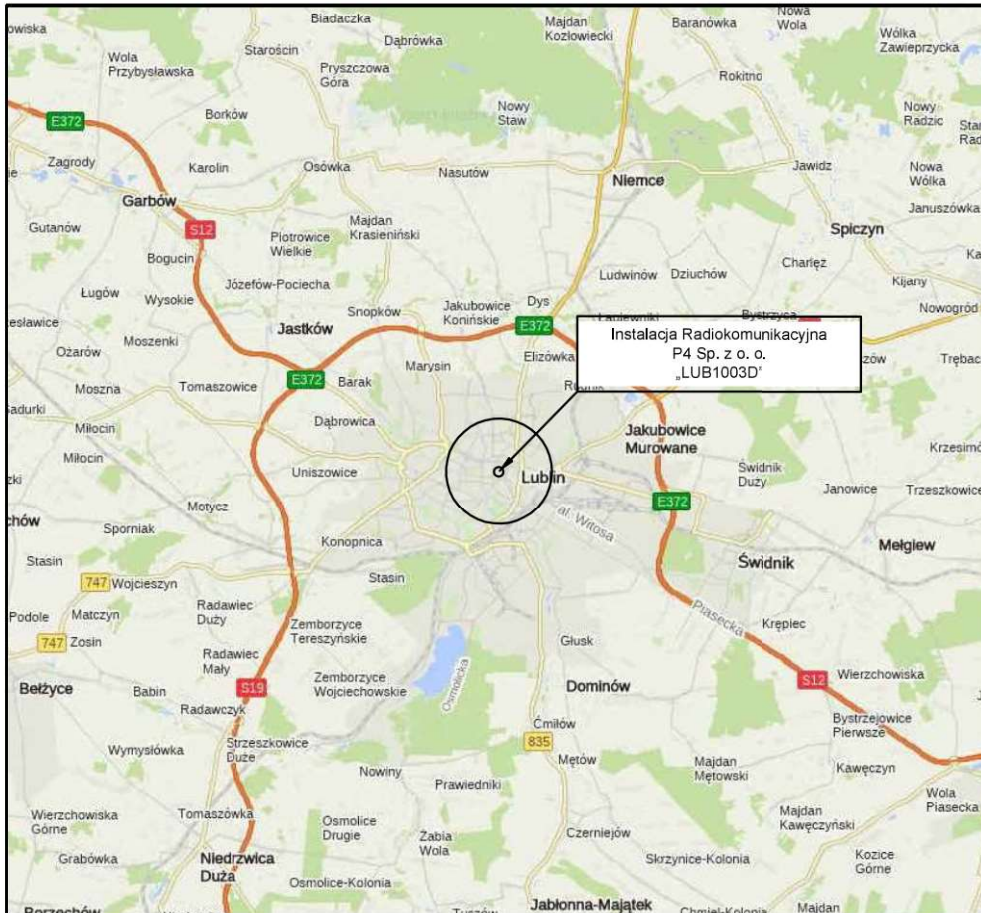 Biadaczka
Majdan
Kozłowiecki
Baranówka
Nowa
Wola
owiska
Wola
Przybysławska
Starościn
Dąbrówka
Wólka
Zawieprzycka
Pryszczowa
Góra
Rokitno
Nowy
Staw
Nowy
Radzic
E372
Borków
Zagrody
Karolin
Osówka
Nasutów
Niemce
Jawidz
Nowa
Wólka
Garbów
Januszówka
Gutanów
S12
Majdan
Krasieniński
Piotrowice
Wielkie
Spiczyn
Bogucin
Charlęż
Ługów
Wysokie
Józefów-Pociecha
Ludwinów
Dziuchów
Kijany
Snopków
Jakubowice
Konińskie
Dys
Nowogród
Jastków
E372
Bystrzyca
Instalacja Radiokomunikacyjna
P4 Sp. z o. o.
„LUB1003D'
esławice
Ożarów
Moszenki
Marysin
Elizówka
zów
Trębac
E372
Barak
Moszna
Tomaszowice
Sadurki
Dąbrowica
Miłocin
Jakubowice
Murowane
Krzesimó
Miłocin
Uniszowice
Lublin
Świdnik
Duży
Janowice
Trzeszkowice
Motycz
E372
chów
Sporniak
al. Witosa
Konopnica
Mełgiew
Stasin
Stasin
Świdnik
747
Wojcieszyn
Podole
Matczyn
Radawiec
Duży
Piasecka
Krępiec
Zemborzyce
Tereszyńskie
747
Zosin
Głusk
Radawiec
Mały
Zemborzyce
Wojciechowskie
Osmolicka
S12
Wierzchowiska
Bełżyce
Babin
S19
Dominów
Radawczyk
Ćmiłów
Bystrzejowice
Pierwsze
Wymysłówka
Strzeszkowice
Duże
835
Mętów
Majdan
Mętowski
Kawęczyn
Nowiny
Prawiedniki
Wola
Piasecka
Wierzchowiska
Górne
Tomaszówka
Osmolice
Drugie
Żabia
Wola
Czerniejów
Majdan
Kawęczyński
Grabówka
Niedrzwica
Duża
Skrzynice-Kolonia
Kozice
Górne
Osmolice-Kolonia
Jabłonna-Majątek
Majdan